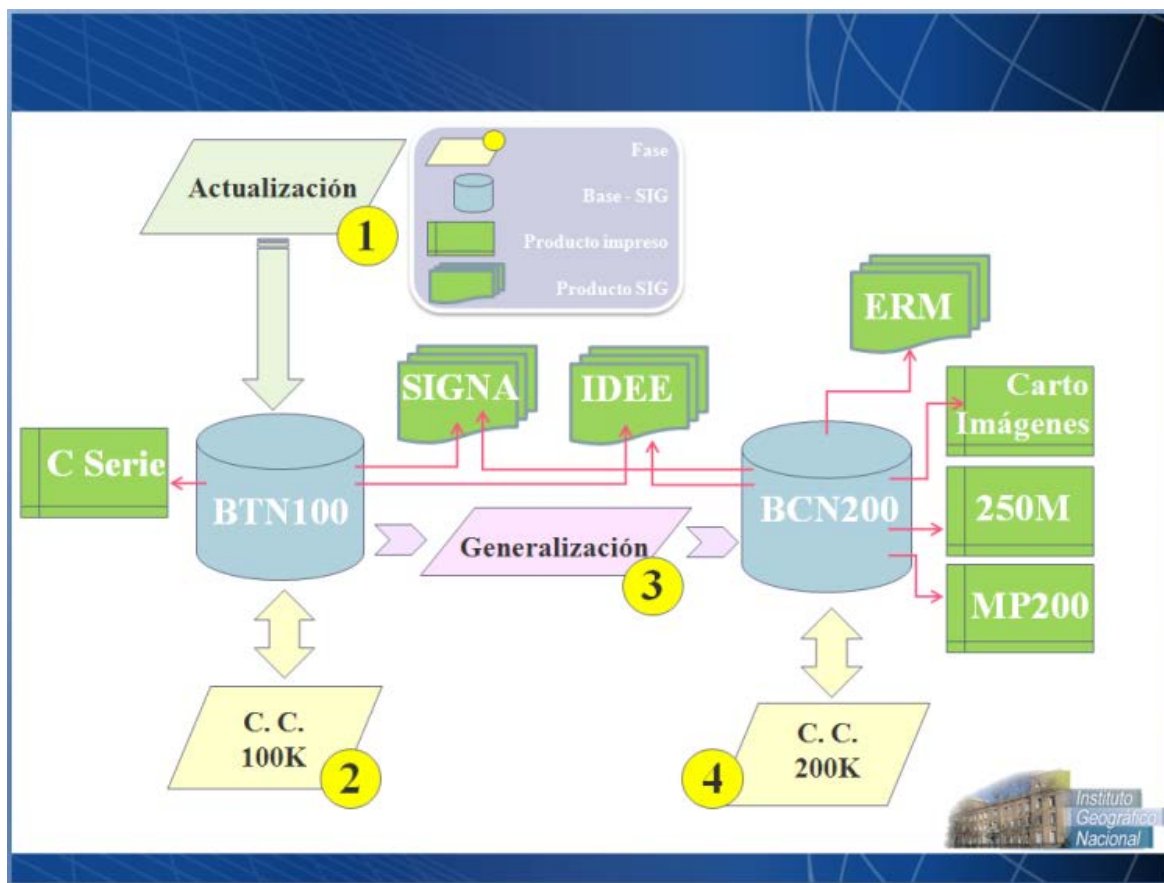 Actualización
1
Fase
Base - SIG
Producto impreso
Producto SIG
ERM
SIGNA
IDEE
Carto
Imágenes
C Serie
BTN100
BCN200
250M
Generalización
3
MP200
C. C.
100K
2
C. C.
200K
4
Instituto
Geográfico
Nacional